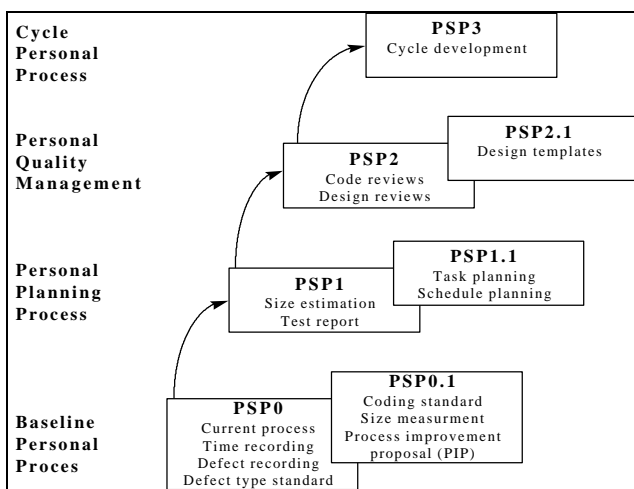 Cycle
Personal
Process
PSP3
Cycle development
Personal
Quality
Management
PSP2
Code reviews
Design reviews
PSP2.1
Design templates
Personal
Planning
Process
PSP1
Size estimation
Test report
PSP1.1
Task planning
Schedule planning
Baseline
Personal
Proces
PSP0
Current process
Time recording
Defect recording
Defect type standard
PSP0.1
Coding standard
Size measurment
Process improvement
proposal (PIP)